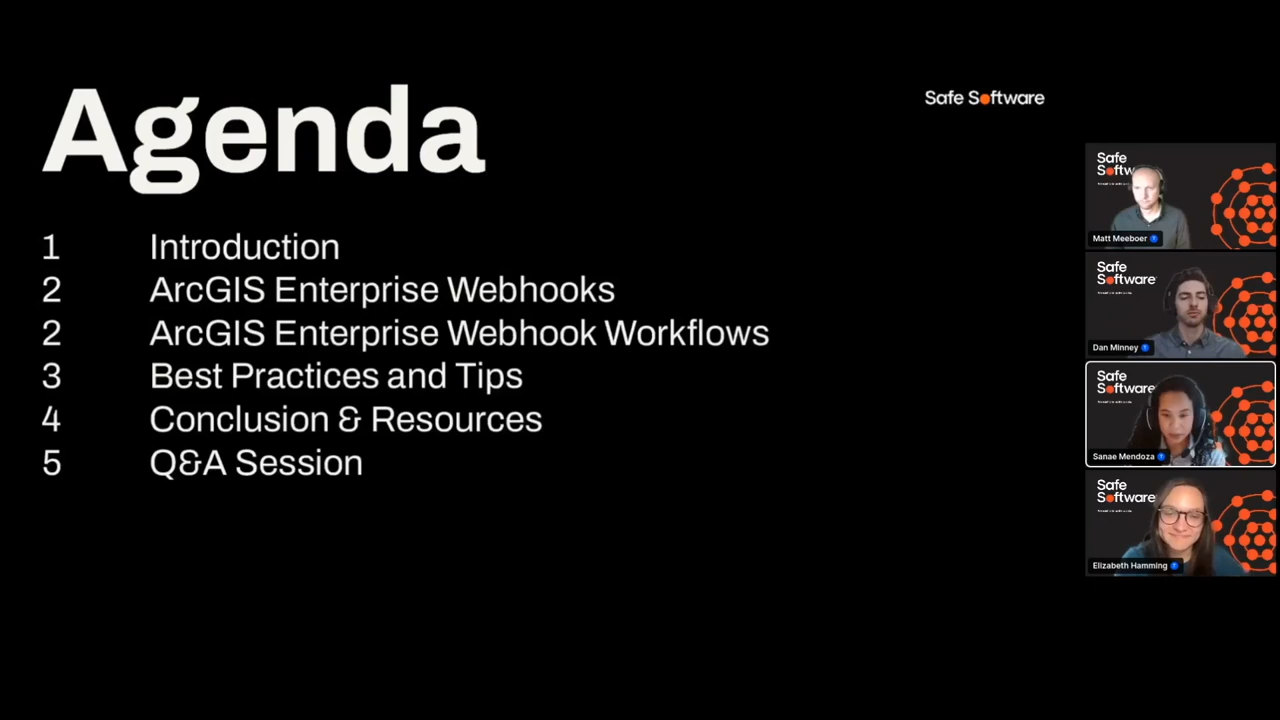 Agenda
Safe Software
1 Introduction
2 ArcGIS Enterprise Webhooks
2 ArcGIS Enterprise Webhook Workflows
3 Best Practices and Tips
4 Conclusion & Resources
5 Q&A Session
Safe
Softw
Matt Meeboer
Safe
Software
Dan Minney
Safe
Software
Sanae Mendoza
Safe
Software
Elizabeth Hamming